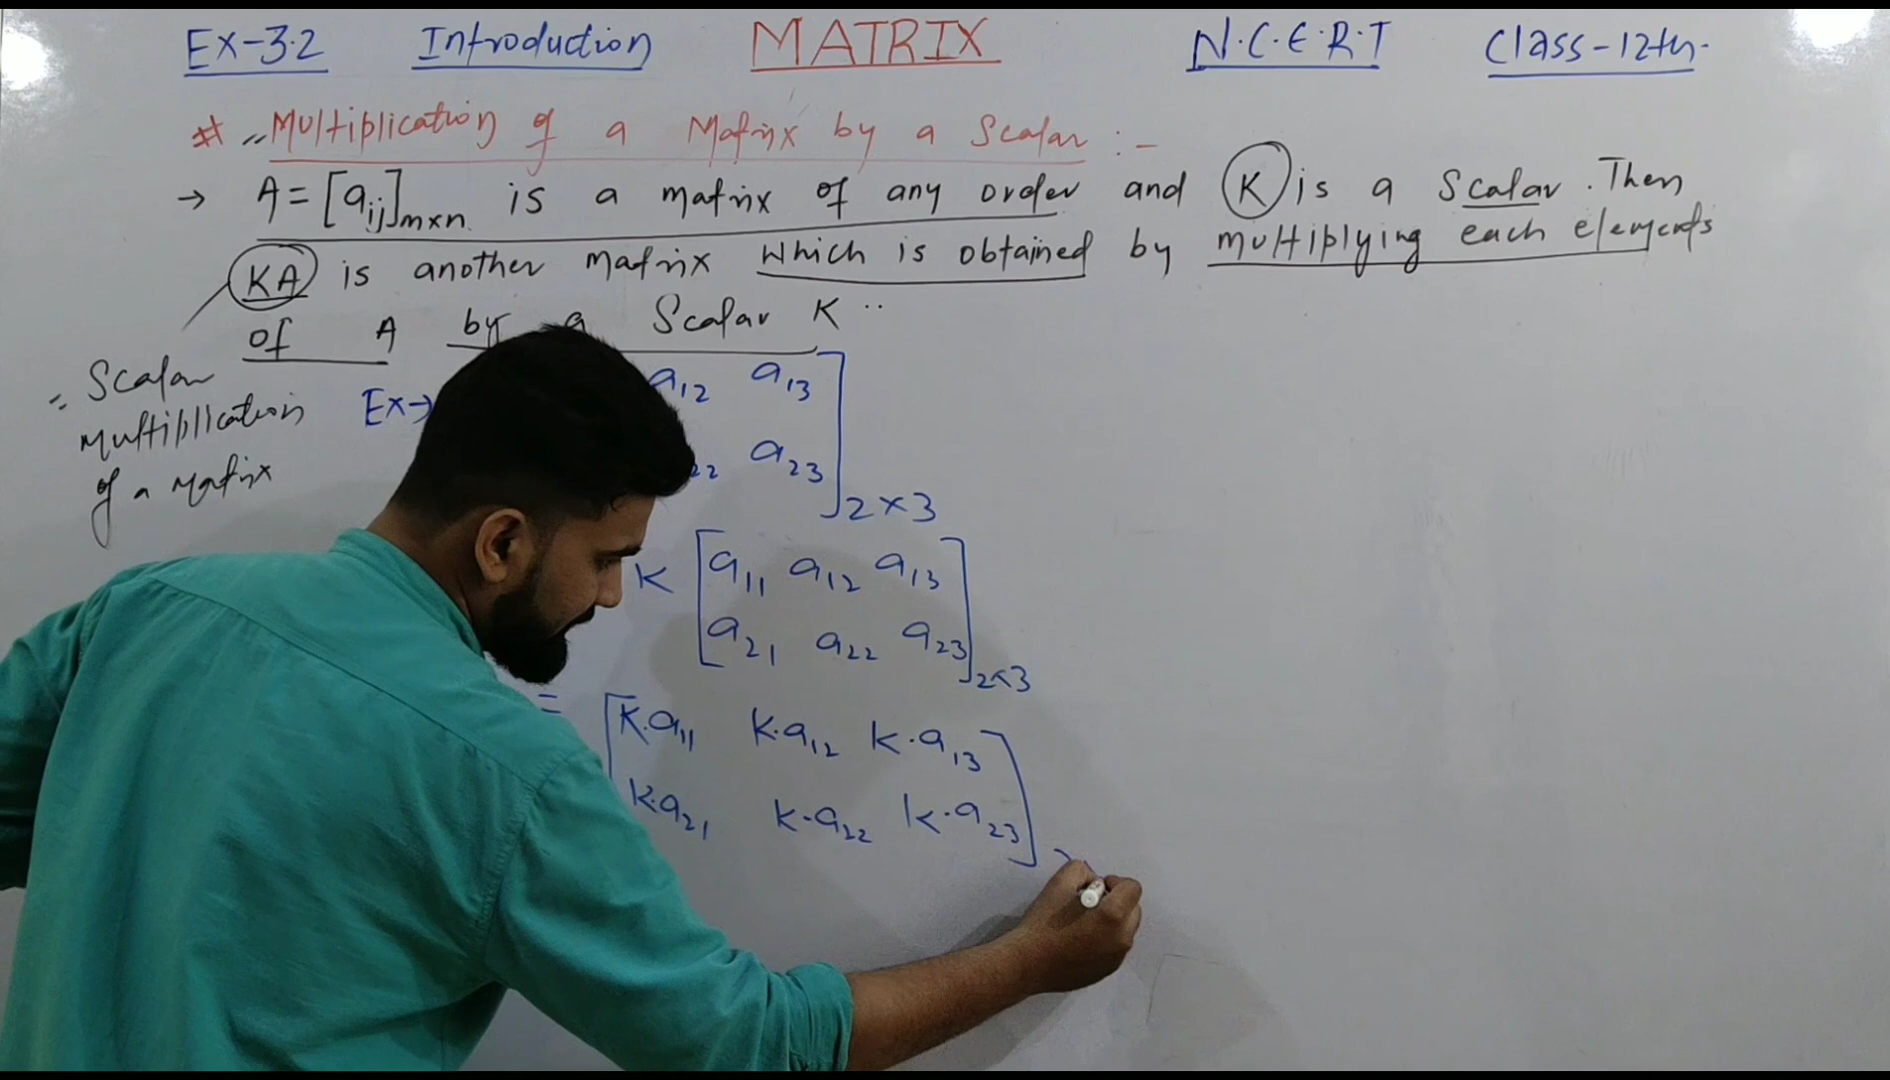 Ex-3.2 Introduction MATRIX N.C.E.R.T Class-12th.
# Multiplication of a Matrix by a Scalar :-
→ A = [aij]m×n is a matrix of any order and K is a Scalar. Then
KA is another matrix which is obtained by multiplying each elements
of A by a Scalar K ..
= Scalar
multiplication
of a matrix
Ex→ a12 a13
22 a23 ]2×3
K [a11 a12 a13
a21 a22 a23]2×3
= [K.a11 K.a12 K.a13
K.a21 K.a22 K.a23]